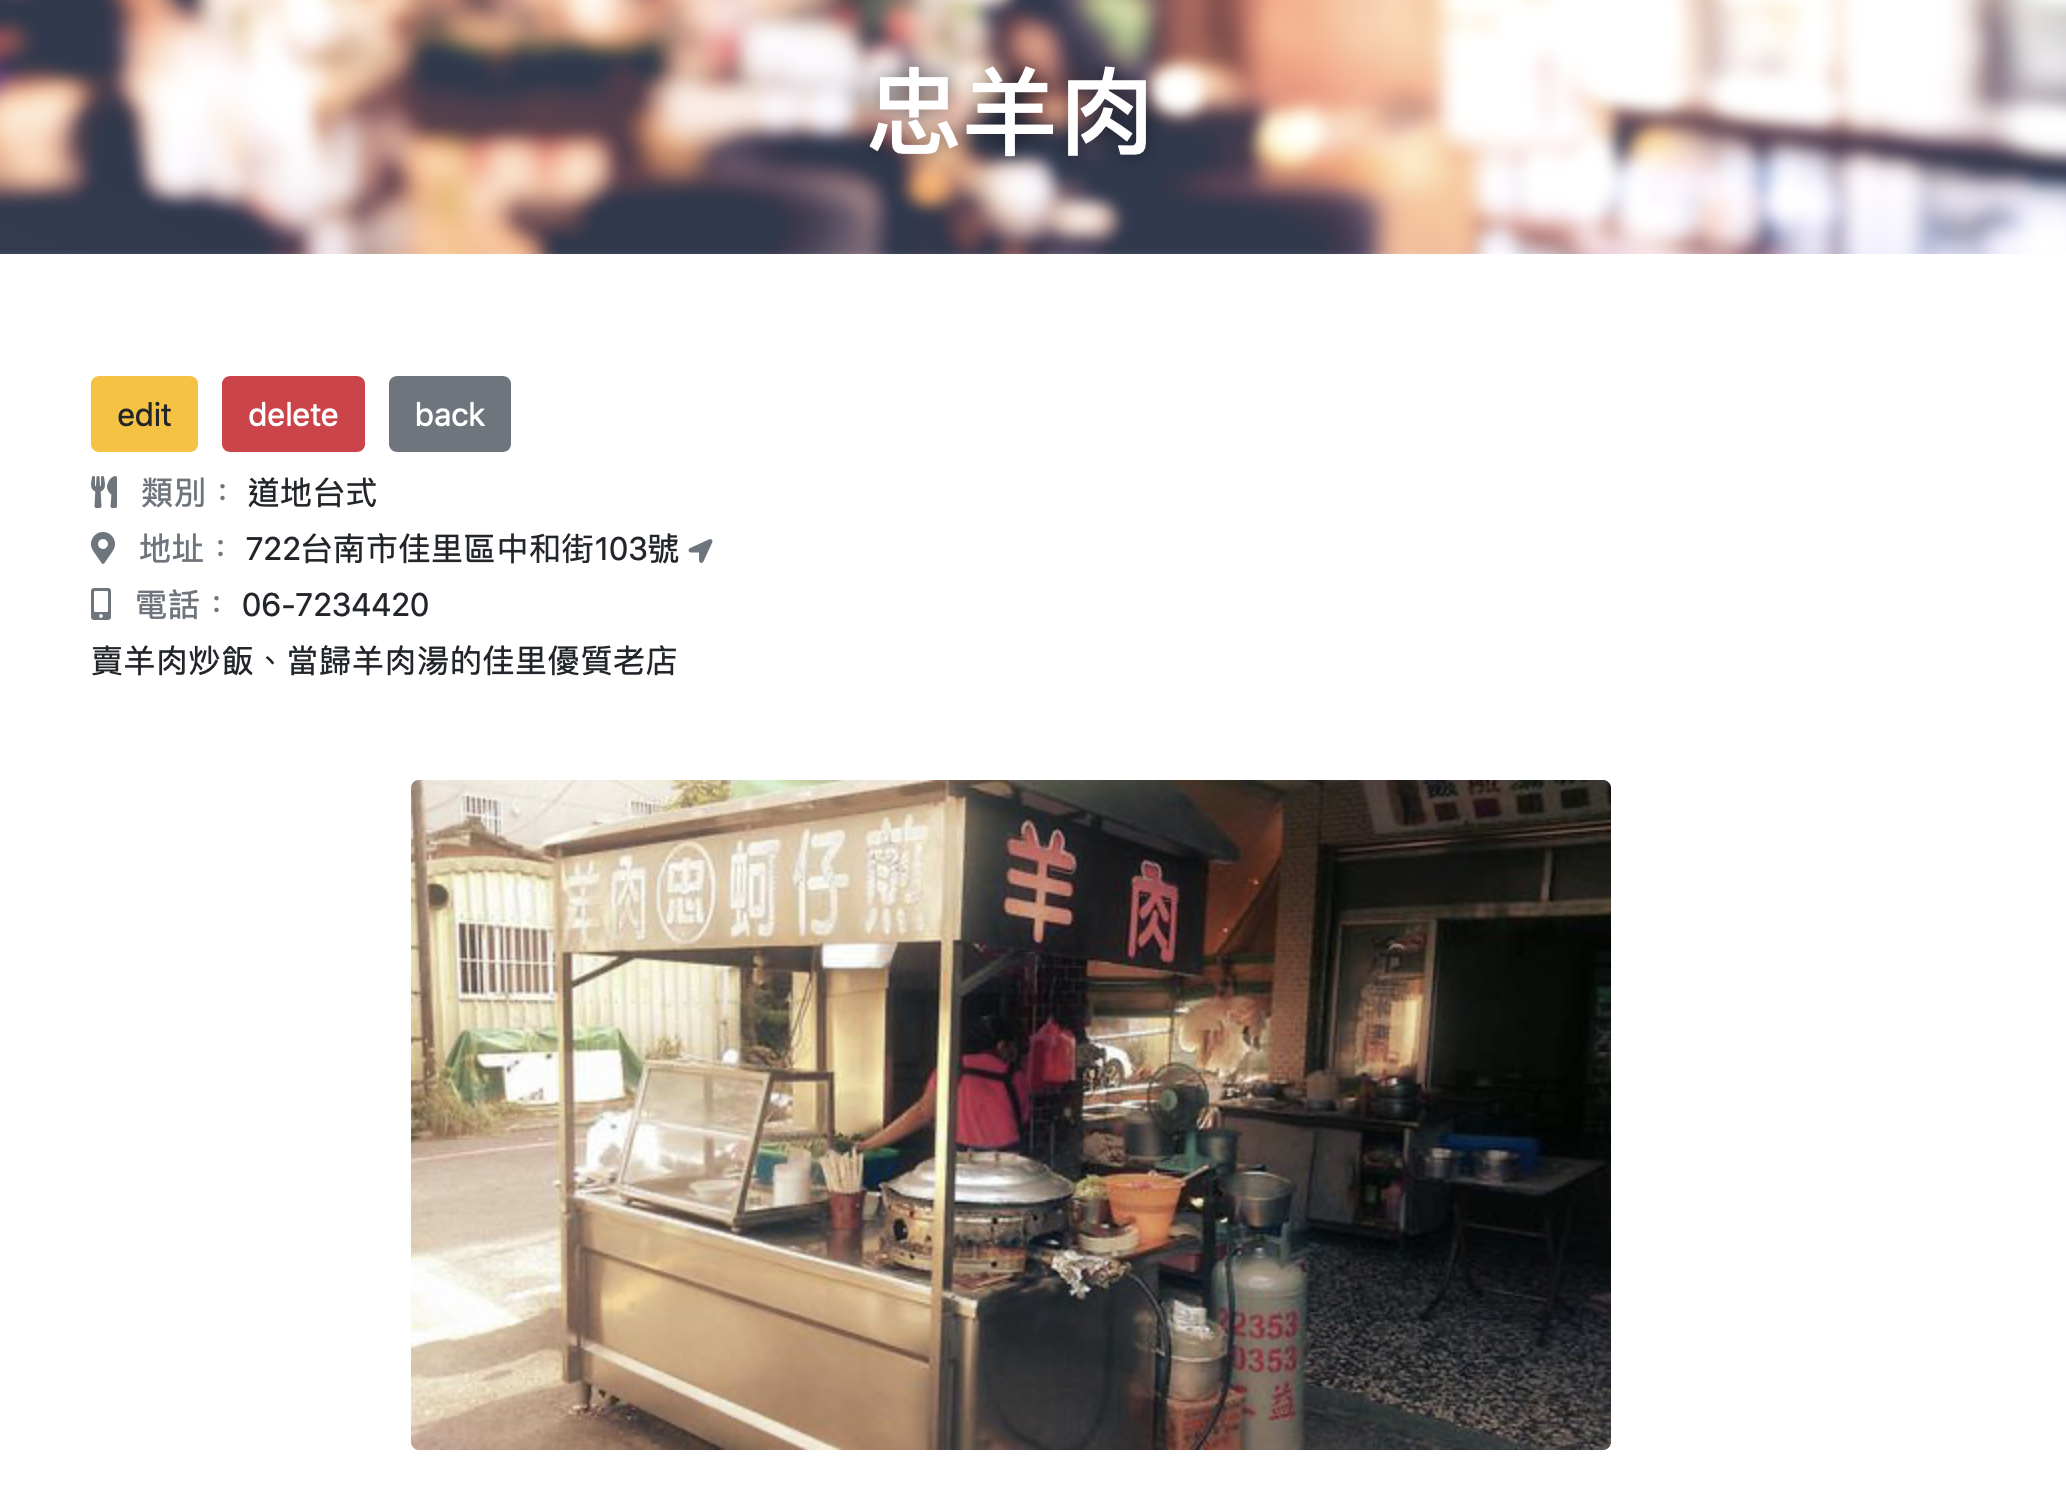 忠羊肉
edit
delete
back
類別： 道地台式
地址： 722台南市佳里區中和街103號
電話： 06-7234420
賣羊肉炒飯、當歸羊肉湯的佳里優質老店
羊肉忠蚵仔煎
羊肉
2353
0353
益